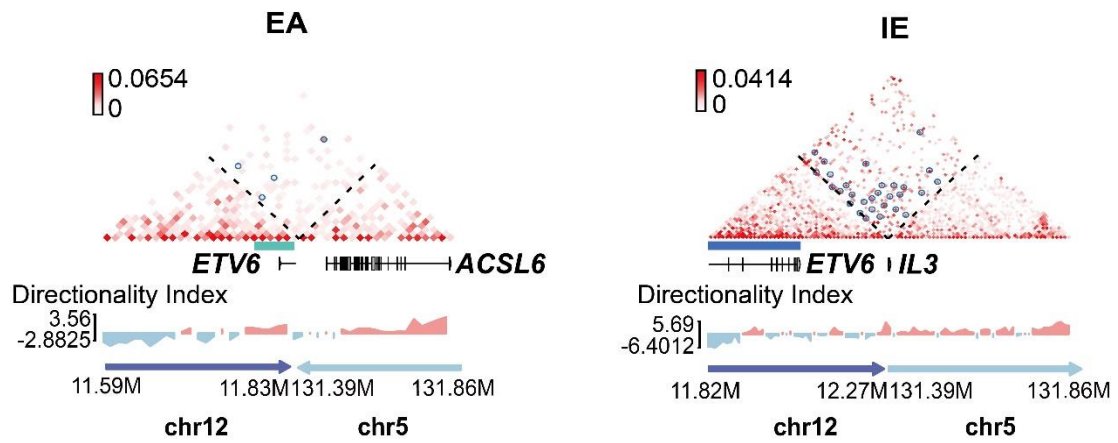 EA
0.0654
0
ETV6
ACSL6
Directionality Index
3.56
-2.8825
11.59M
11.83M
131.39M
131.86M
chr12
chr5
IE
0.0414
0
ETV6
IL3
Directionality Index
5.69
-6.4012
11.82M
12.27M
131.39M
131.86M
chr12
chr5